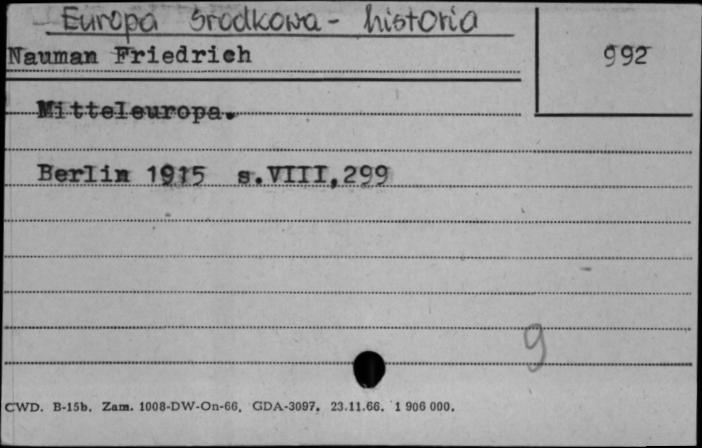 Europa środkowa - historia
Nauman Friedrich
992
Mitteleuropa.
Berlin 1915 s.VIII,299
9
CWD. B-15b. Zam. 1008-DW-On-66. GDA-3097. 23.11.66. 1 906 000.